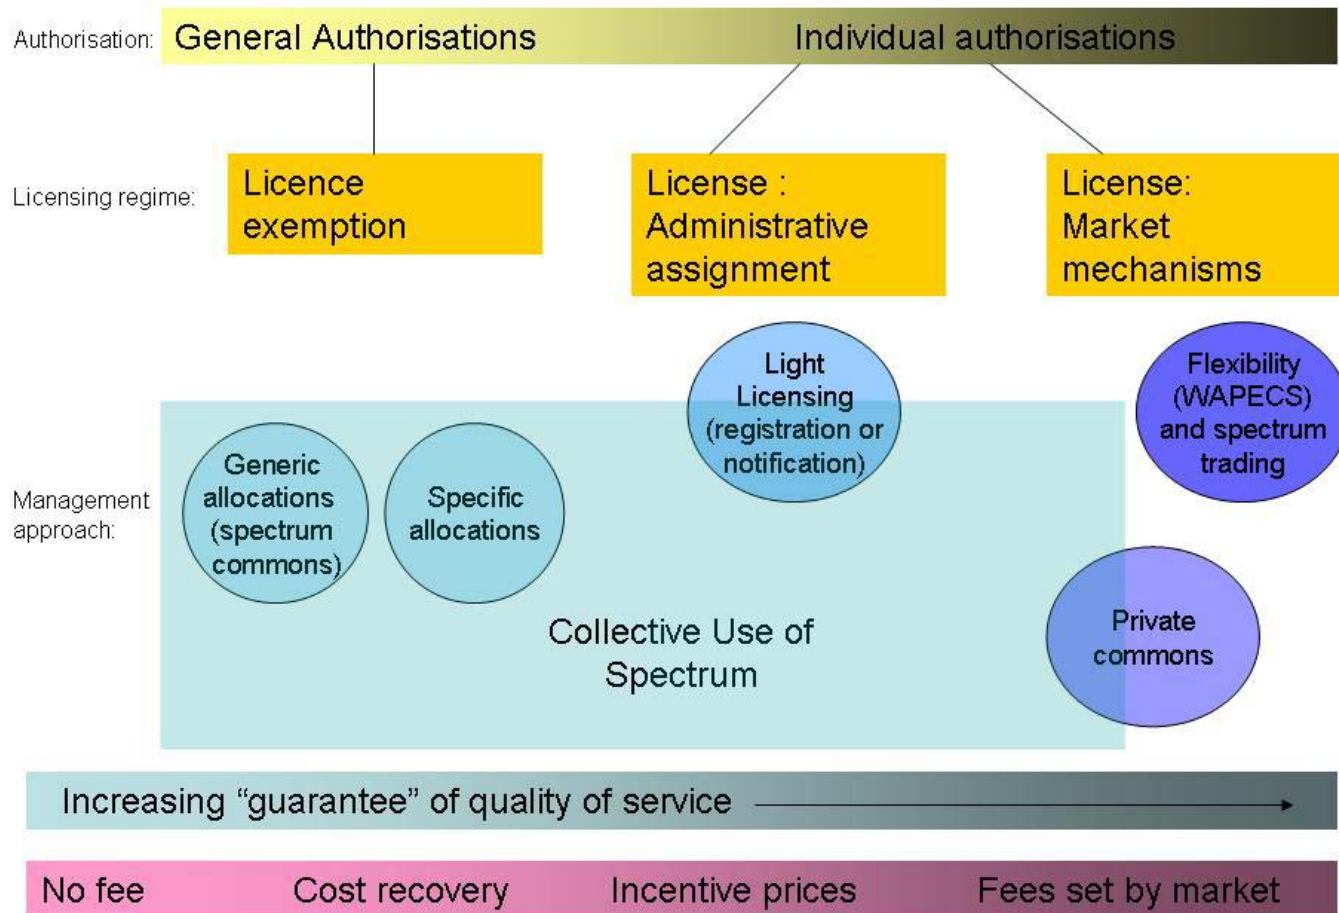 Authorisation: General Authorisations Individual authorisations
Licensing regime:
Licence
exemption
License :
Administrative
assignment
License:
Market
mechanisms
Management
approach:
Generic
allocations
(spectrum
commons)
Specific
allocations
Light
Licensing
(registration or
notification)
Flexibility
(WAPECS)
and spectrum
trading
Private
commons
Collective Use of
Spectrum
Increasing “guarantee” of quality of service
No fee Cost recovery Incentive prices Fees set by market